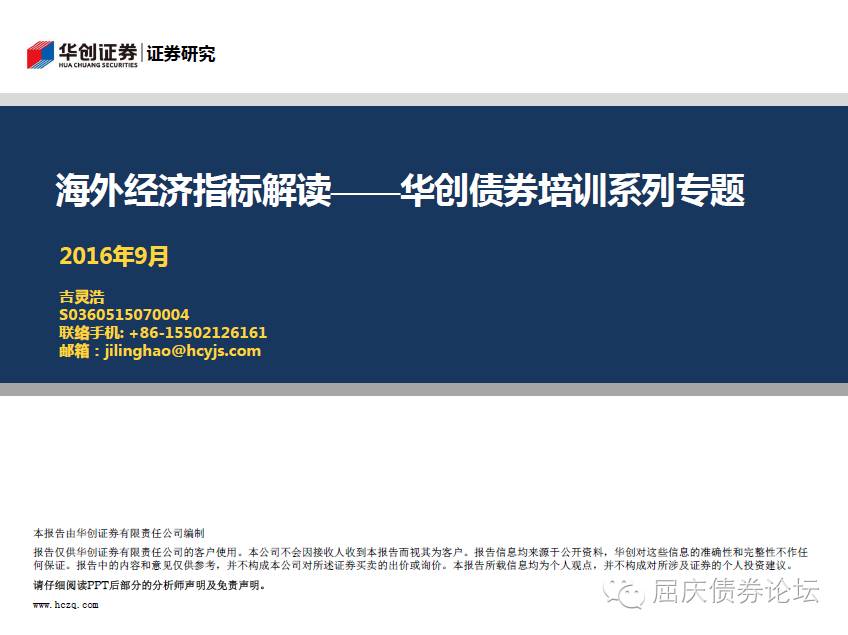 华创证券 证券研究
HUA CHUANG SECURITIES
海外经济指标解读——华创债券培训系列专题
2016年9月
吉灵浩
S0360515070004
联络手机: +86-15502126161
邮箱：jilinghao@hcyjs.com
本报告由华创证券有限责任公司编制
报告仅供华创证券有限责任公司的客户使用。本公司不会因接收人收到本报告而视其为客户。报告信息均来源于公开资料，华创对这些信息的准确性和完整性不作任
何保证。报告中的内容和意见仅供参考，并不构成本公司对所述证券买卖的出价或询价。本报告所载信息均为个人观点，并不构成对所涉及证券的个人投资建议。
请仔细阅读PPT后部分的分析师声明及免责声明。
www.hczq.com
屈庆债券论坛